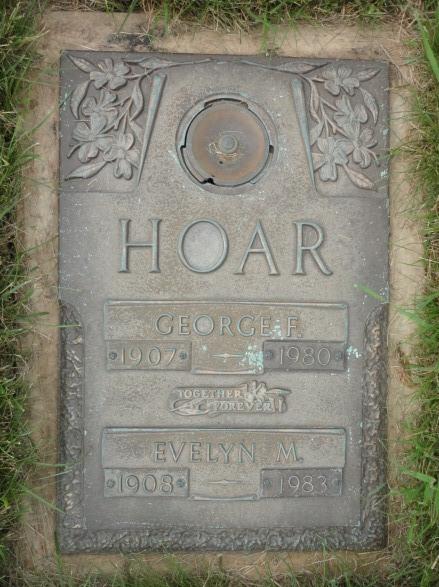 HOAR
GEORGE F.
1907 1980
TOGETHER
FOREVER
EVELYN M.
1908 1983